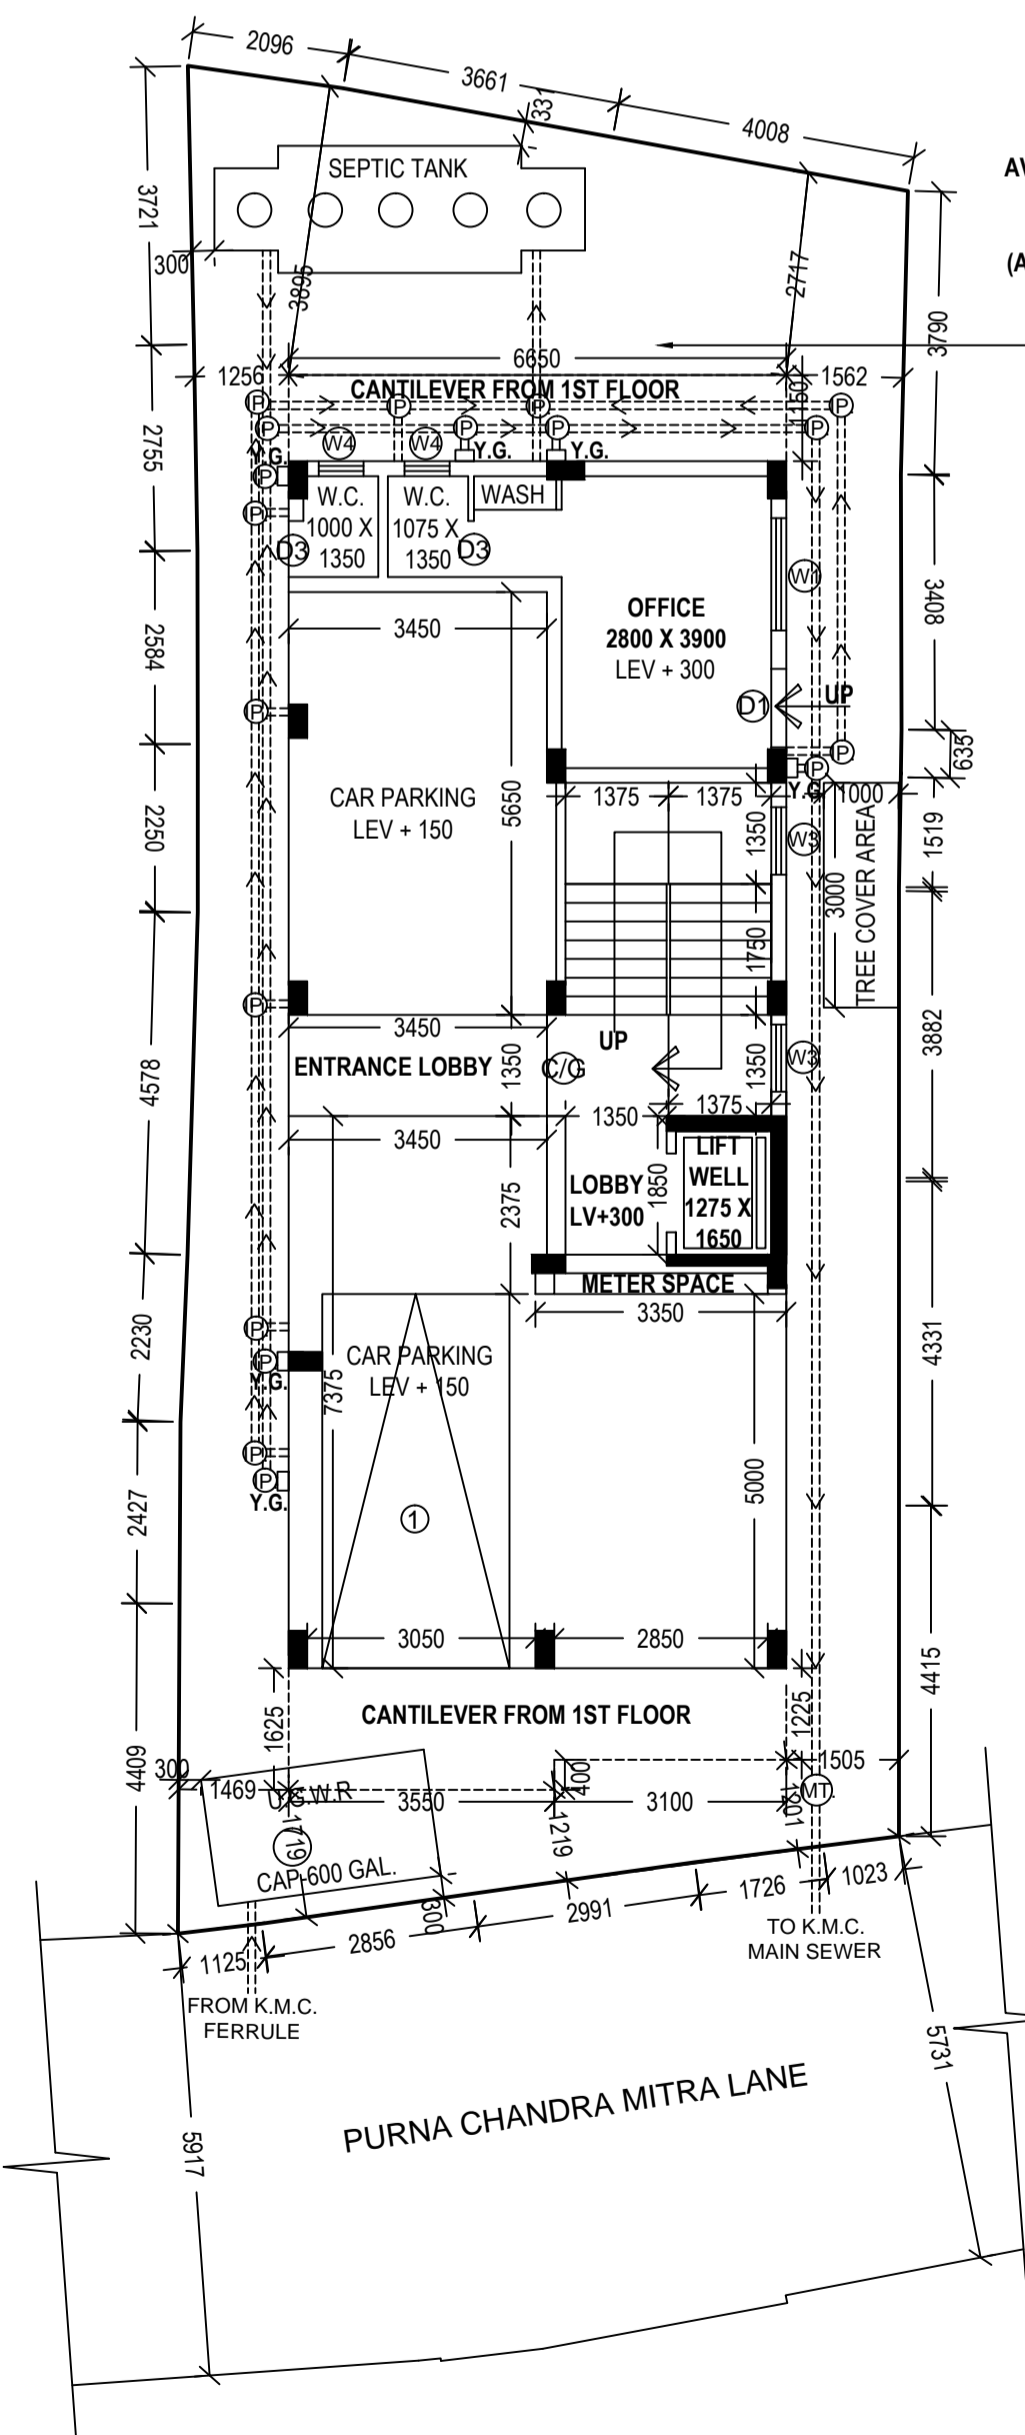 2096
3661
331
4008
AV
SEPTIC TANK
3721
300
3895
2717
(A
3790
6650
1256
1562
CANTILEVER FROM 1ST FLOOR
1150
P P P P
P P P P
W4 W4
Y.G. Y.G. Y.G.
2755
P
W.C.
1000 X
1350
W.C.
1075 X
1350
WASH
P
D3 D3
W1
OFFICE
2800 X 3900
LEV + 300
3408
3450
2584
D1
UP
P
P
635
P
Y.G.
1000
CAR PARKING
LEV + 150
5650
1375 1375
1350
W3
1519
2250
3000
TREE COVER AREA
1750
P
3450
UP
3882
ENTRANCE LOBBY
1350
C/G
1350
W3
4578
1350
1375
3450
LIFT
WELL
1275 X
1650
LOBBY
LV+300
1850
2375
METER SPACE
3350
2230
P
P
Y.G.
CAR PARKING
LEV + 150
7375
4331
P
P
Y.G.
2427
5000
1
3050
2850
4415
1625
CANTILEVER FROM 1ST FLOOR
1225
4409
300
1469
U.G.W.R
3550
400
3100
1505
MT.
1719
1219
1201
CAP-600 GAL.
300
1125
2856
2991
1726
1023
TO K.M.C.
MAIN SEWER
FROM K.M.C.
FERRULE
5731
PURNA CHANDRA MITRA LANE
5917